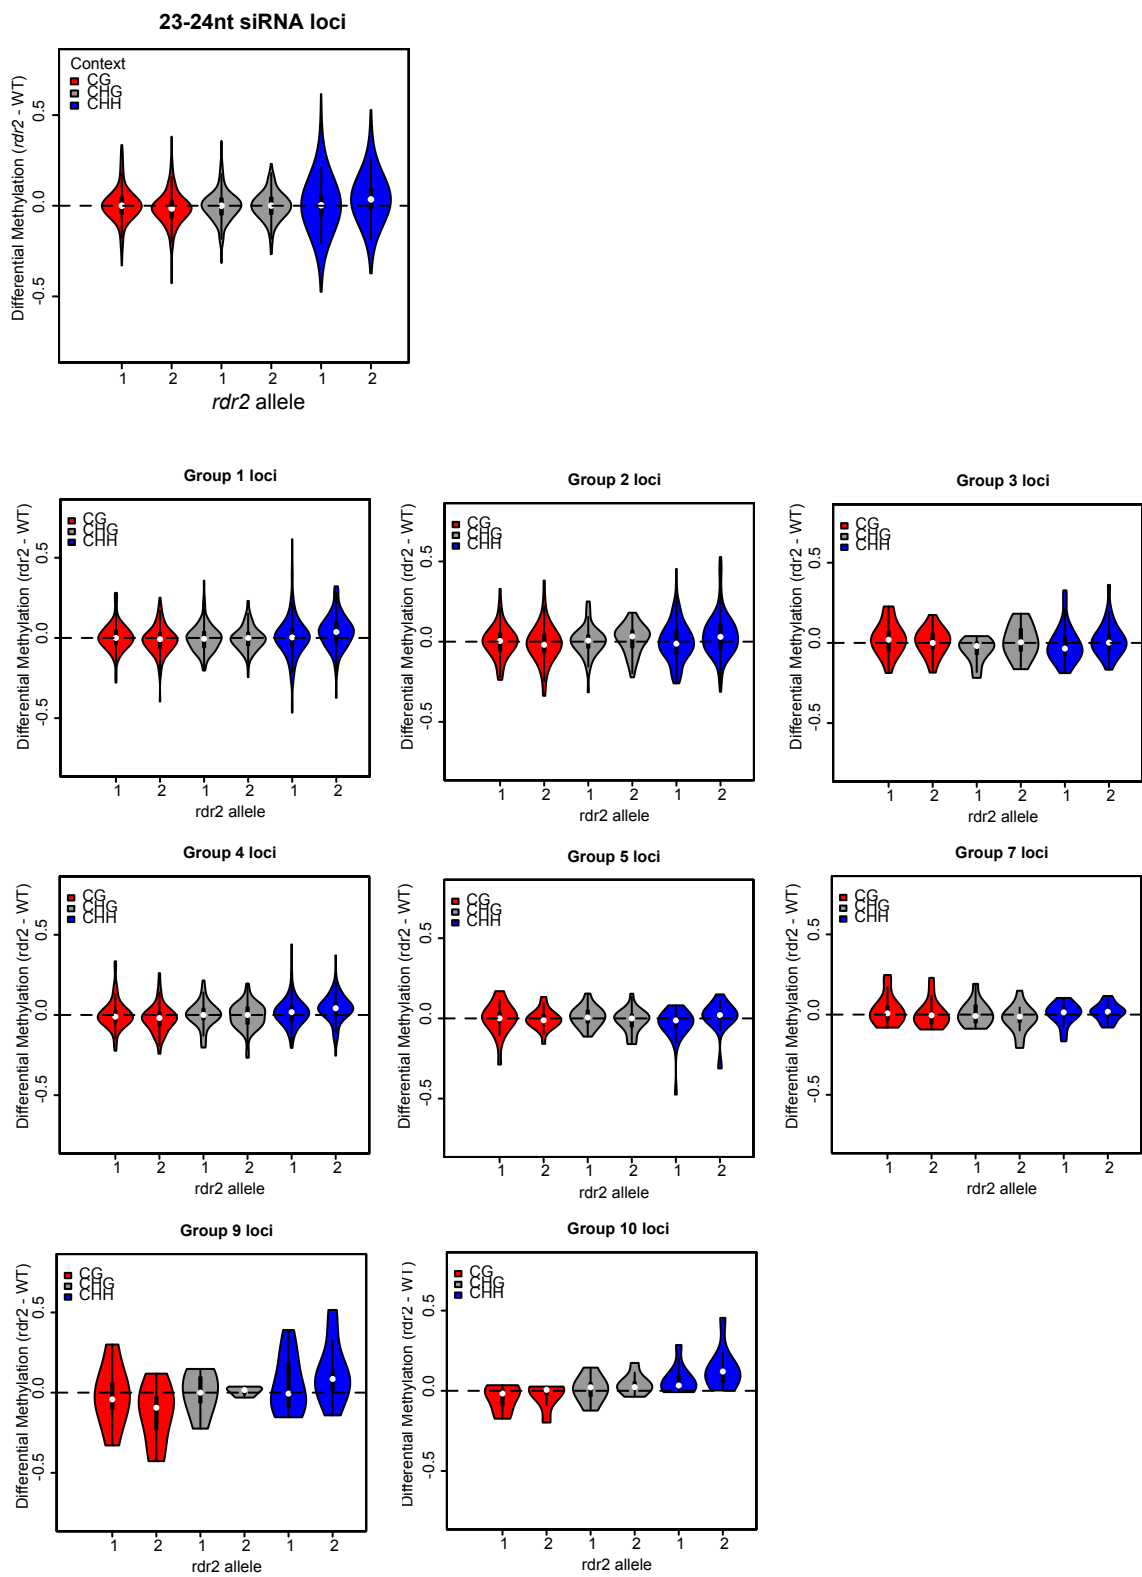 23-24nt siRNA loci
Differential Methylation (rdr2 - WT)
Context
CG
CHG
CHH
0.5
0.0
-0.5
1 2 1 2 1 2
rdr2 allele
Group 1 loci
Differential Methylation (rdr2 - WT)
CG
CHG
CHH
0.5
0.0
-0.5
1 2 1 2 1 2
rdr2 allele
Group 2 loci
Differential Methylation (rdr2 - WT)
CG
CHG
CHH
0.5
0.0
-0.5
1 2 1 2 1 2
rdr2 allele
Group 3 loci
Differential Methylation (rdr2 - WT)
CG
CHG
CHH
0.5
0.0
-0.5
1 2 1 2 1 2
rdr2 allele
Group 4 loci
Differential Methylation (rdr2 - WT)
CG
CHG
CHH
0.5
0.0
-0.5
1 2 1 2 1 2
rdr2 allele
Group 5 loci
Differential Methylation (rdr2 - WT)
CG
CHG
CHH
0.5
0.0
-0.5
1 2 1 2 1 2
rdr2 allele
Group 7 loci
Differential Methylation (rdr2 - WT)
CG
CHG
CHH
0.5
0.0
-0.5
1 2 1 2 1 2
rdr2 allele
Group 9 loci
Differential Methylation (rdr2 - WT)
CG
CHG
CHH
0.5
0.0
-0.5
1 2 1 2 1 2
rdr2 allele
Group 10 loci
Differential Methylation (rdr2 - WT)
CG
CHG
CHH
0.5
0.0
-0.5
1 2 1 2 1 2
rdr2 allele